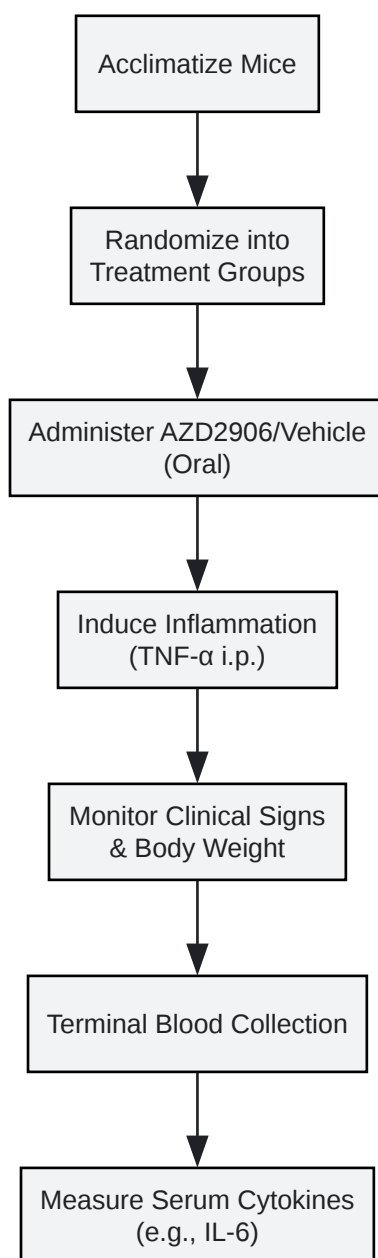 Acclimatize Mice
Randomize into
Treatment Groups
Administer AZD2906/Vehicle
(Oral)
Induce Inflammation
(TNF-α i.p.)
Monitor Clinical Signs
& Body Weight
Terminal Blood Collection
Measure Serum Cytokines
(e.g., IL-6)